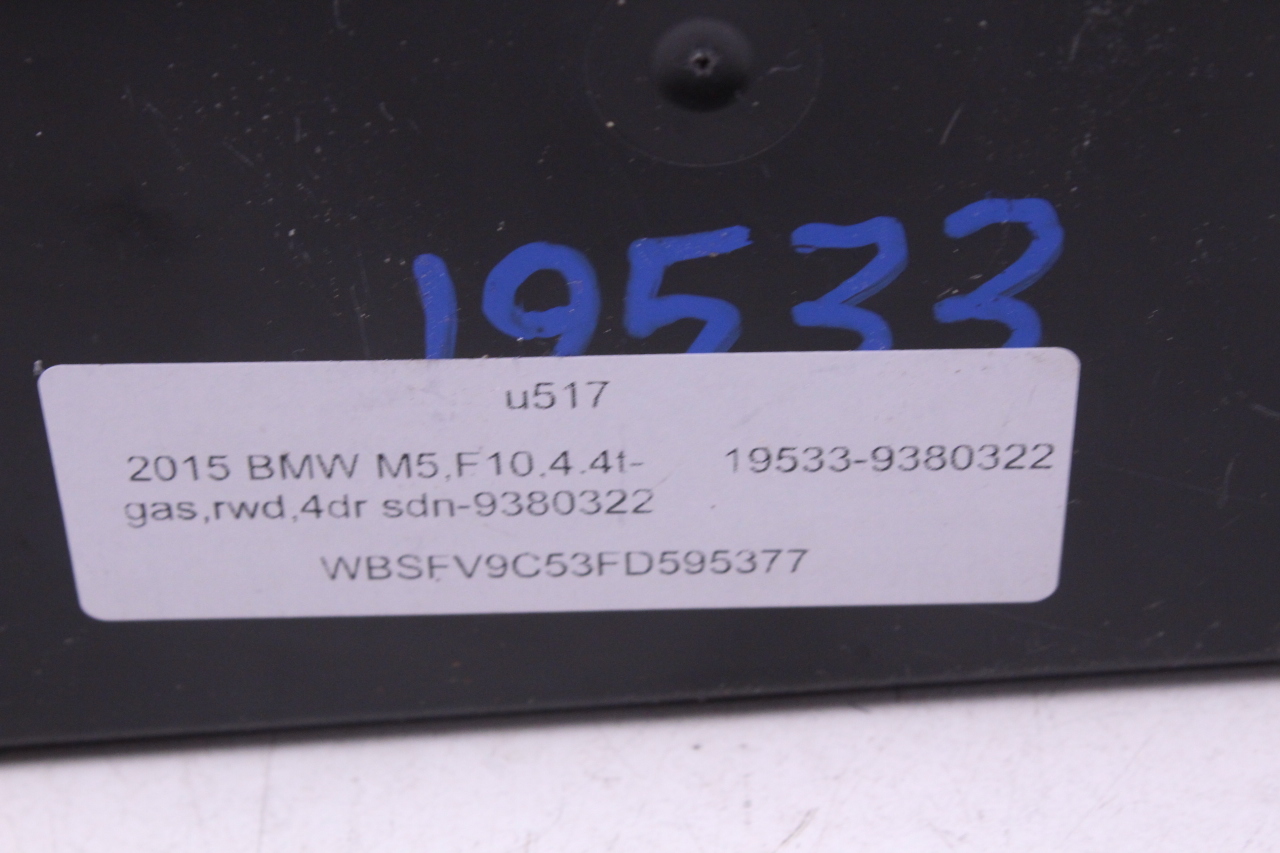 19533
u517
2015 BMW M5,F10.4.4t- 19533-9380322
gas,rwd,4dr sdn-9380322
WBSFV9C53FD595377